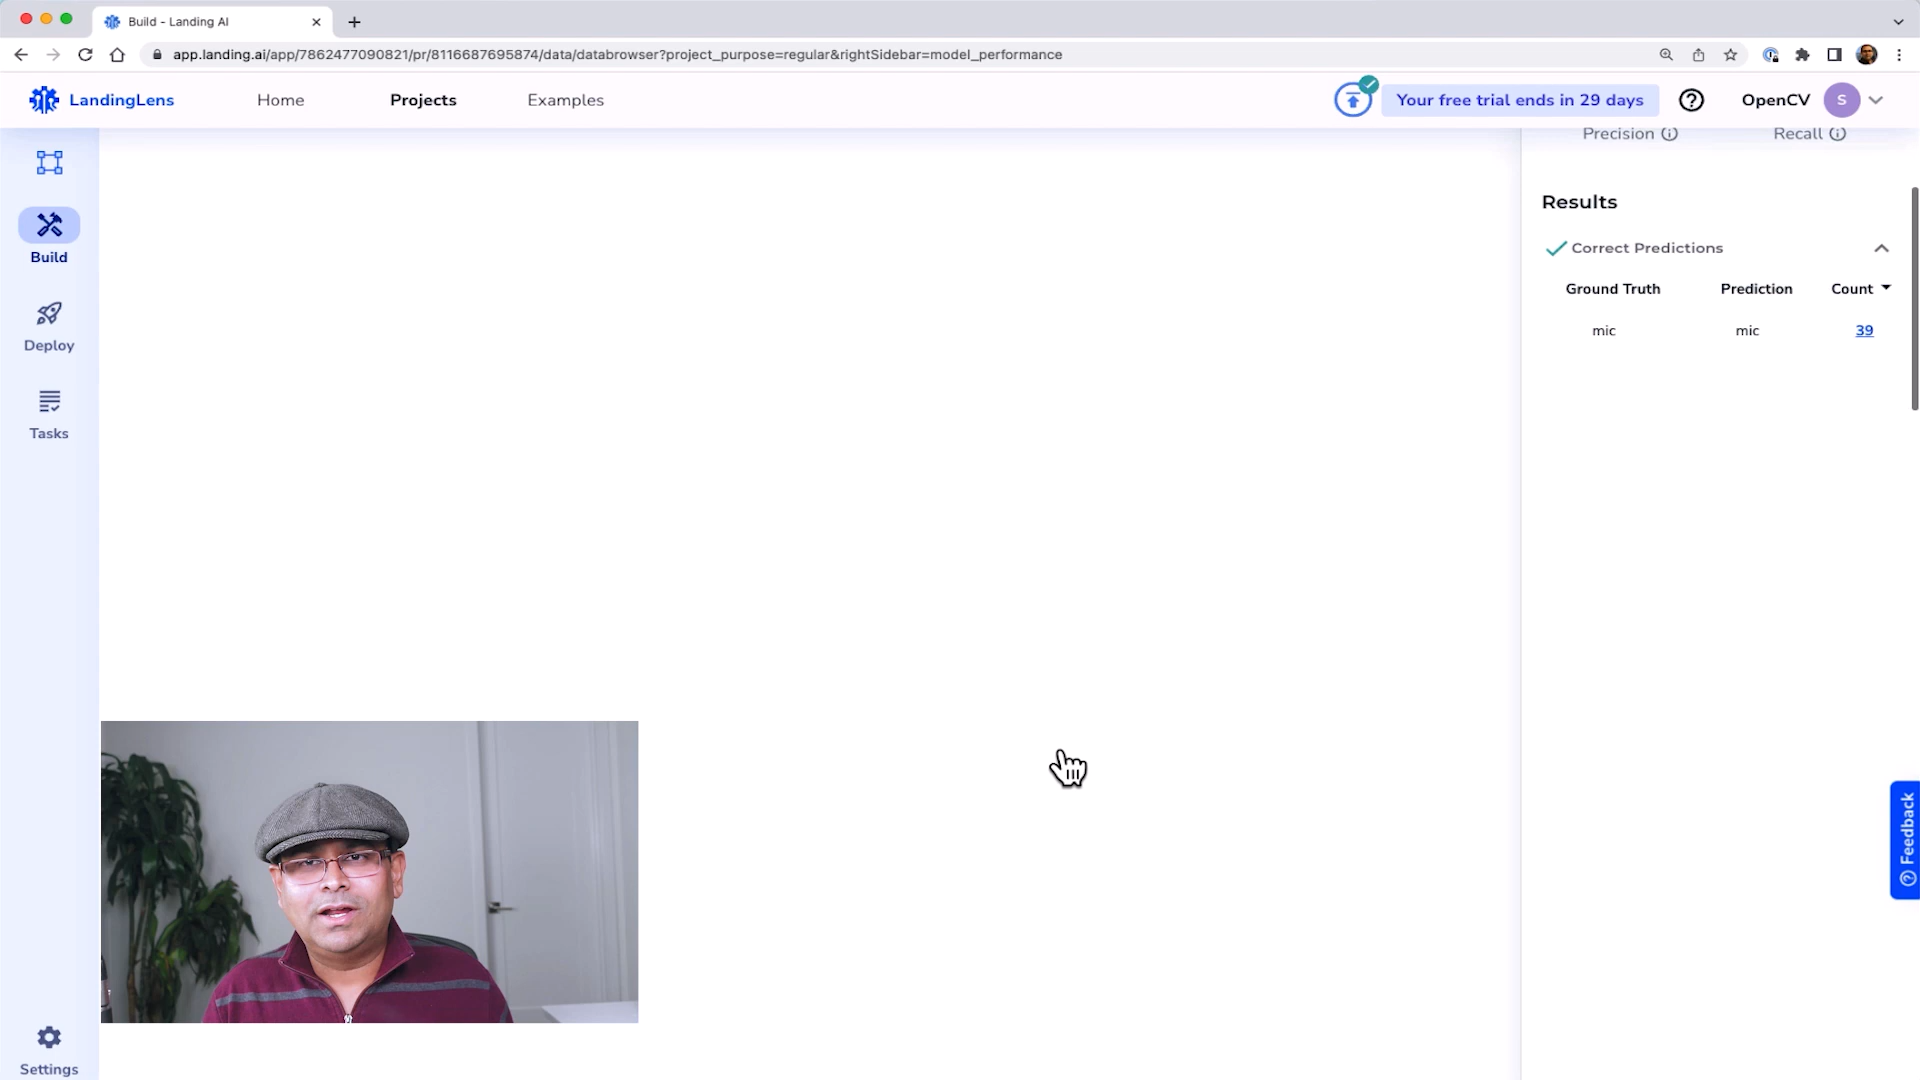 Build - Landing AI
app.landing.ai/app/7862477090821/pr/8116687695874/data/databrowser?project_purpose=regular&rightSidebar=model_performance
LandingLens
Home
Projects
Examples
Your free trial ends in 29 days
OpenCV
S
Precision
Recall
Build
Deploy
Tasks
Settings
Results
Correct Predictions
Ground Truth Prediction Count
mic mic 39
Feedback